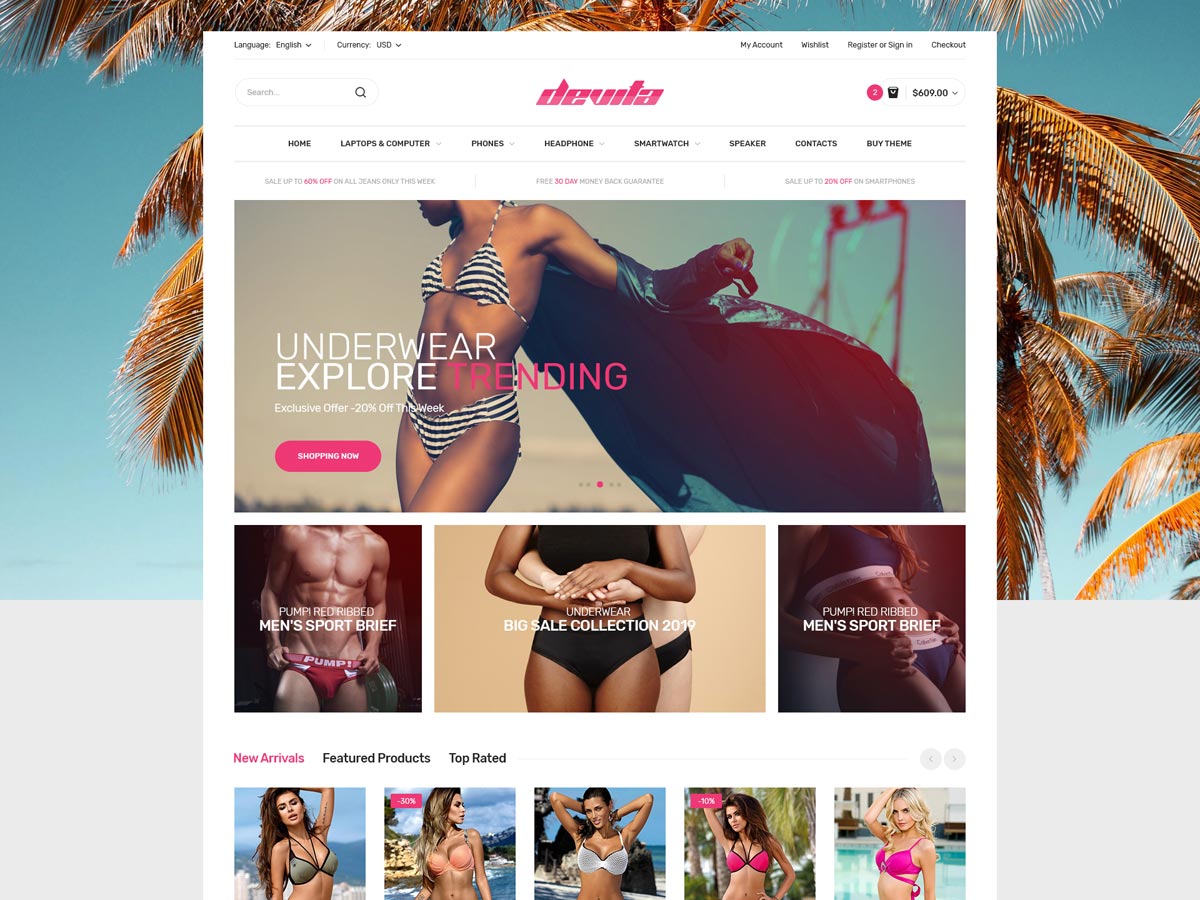 Language: English
Currency: USD
My Account
Wishlist
Register or Sign in
Checkout
Search...
devita
2
$609.00
HOME
LAPTOPS & COMPUTER
PHONES
HEADPHONE
SMARTWATCH
SPEAKER
CONTACTS
BUY THEME
SALE UP TO 60% OFF ON ALL JEANS ONLY THIS WEEK
FREE 30 DAY MONEY BACK GUARANTEE
SALE UP TO 20% OFF ON SMARTPHONES
UNDERWEAR
EXPLORE TRENDING
Exclusive Offer -20% Off This Week
SHOPPING NOW
PUMP! RED RIBBED
MEN'S SPORT BRIEF
PUMP!
UNDERWEAR
BIG SALE COLLECTION 2019
PUMP! RED RIBBED
MEN'S SPORT BRIEF
New Arrivals
Featured Products
Top Rated
-30%
-10%